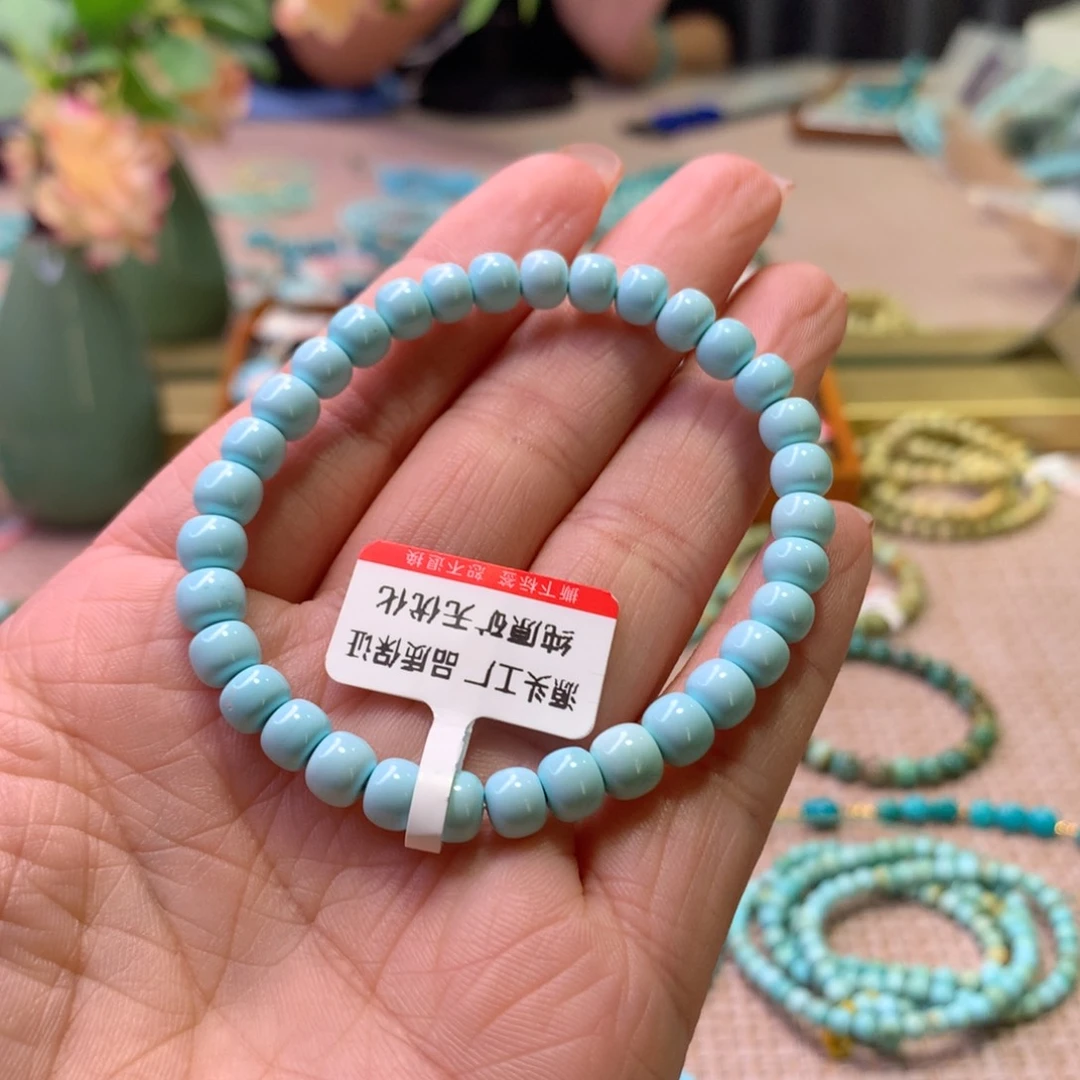 源头工厂 品质保证
纯原矿 无优化
撕下标签 恕不退换